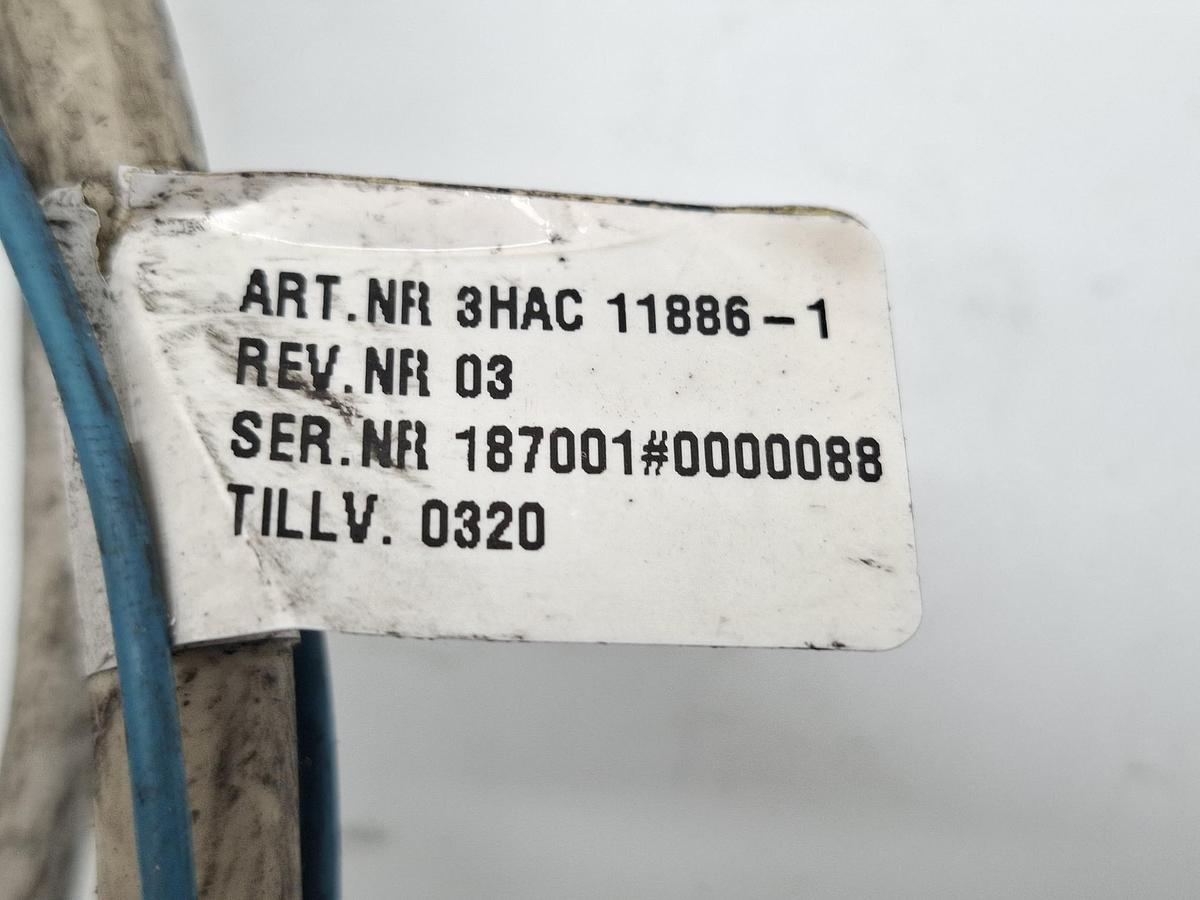 ART.NR 3HAC 11886-1
REV.NR 03
SER.NR 187001#0000088
TILLV. 0320